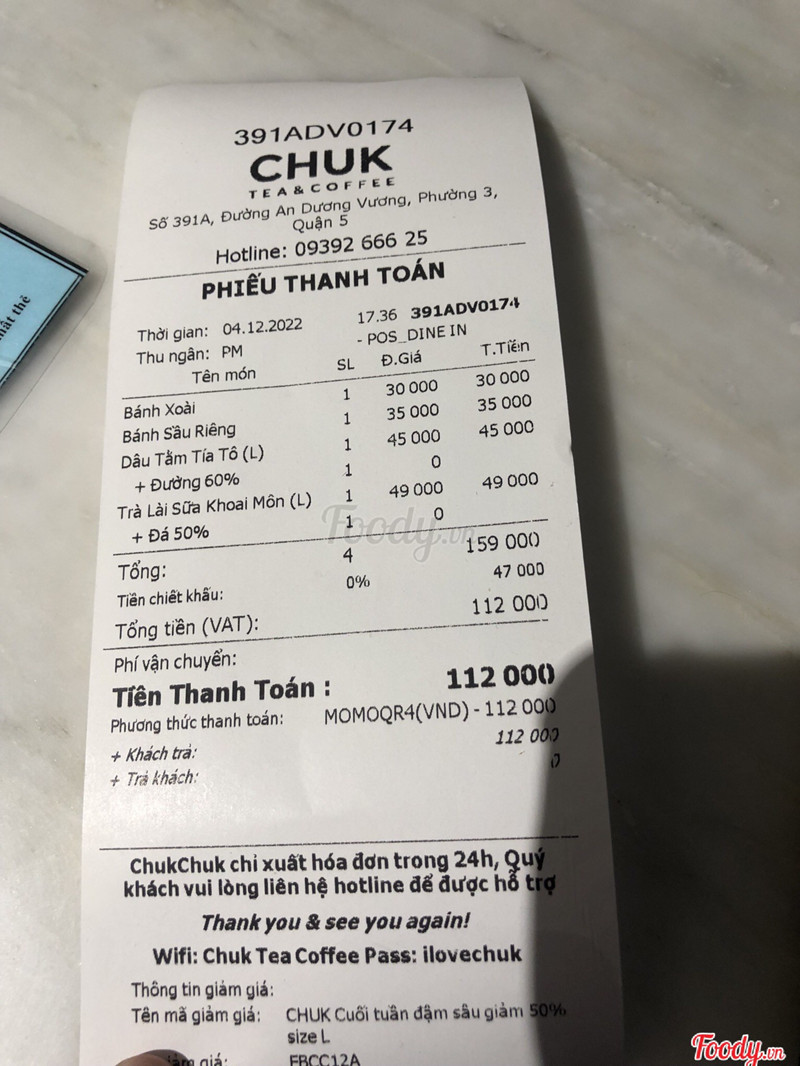 391ADV0174
CHUK
TEA & COFFEE
Số 391A, Đường An Dương Vương, Phường 3,
Quận 5
Hotline: 09392 666 25
PHIẾU THANH TOÁN
Thời gian: 04.12.2022 17.36 391ADV0174
Thu ngân: PM - POS_DINE IN
Tên món SL Đ.Giá T.Tiền
Bánh Xoài 1 30 000 30 000
Bánh Sầu Riêng 1 35 000 35 000
Dâu Tằm Tía Tô (L) 1 45 000 45 000
+ Đường 60% 1 0
Trà Lài Sữa Khoai Môn (L) 1 49 000 49 000
+ Đá 50% 1 0
Tổng: 4 159 000
Tiền chiết khấu: 0% 47 000
Tổng tiền (VAT): 112 000
Phí vận chuyển:
Tiền Thanh Toán : 112 000
Phương thức thanh toán: MOMOQR4(VND) - 112 000
+ Khách trả: 112 000
+ Trả khách: 0
ChukChuk chỉ xuất hóa đơn trong 24h, Quý
khách vui lòng liên hệ hotline để được hỗ trợ
Thank you & see you again!
Wifi: Chuk Tea Coffee Pass: ilovechuk
Thông tin giảm giá:
Tên mã giảm giá: CHUK Cuối tuần đậm sâu giảm 50%
size L
giảm giá: FBCC12A
thẻ
Foody.vn
Foody.vn